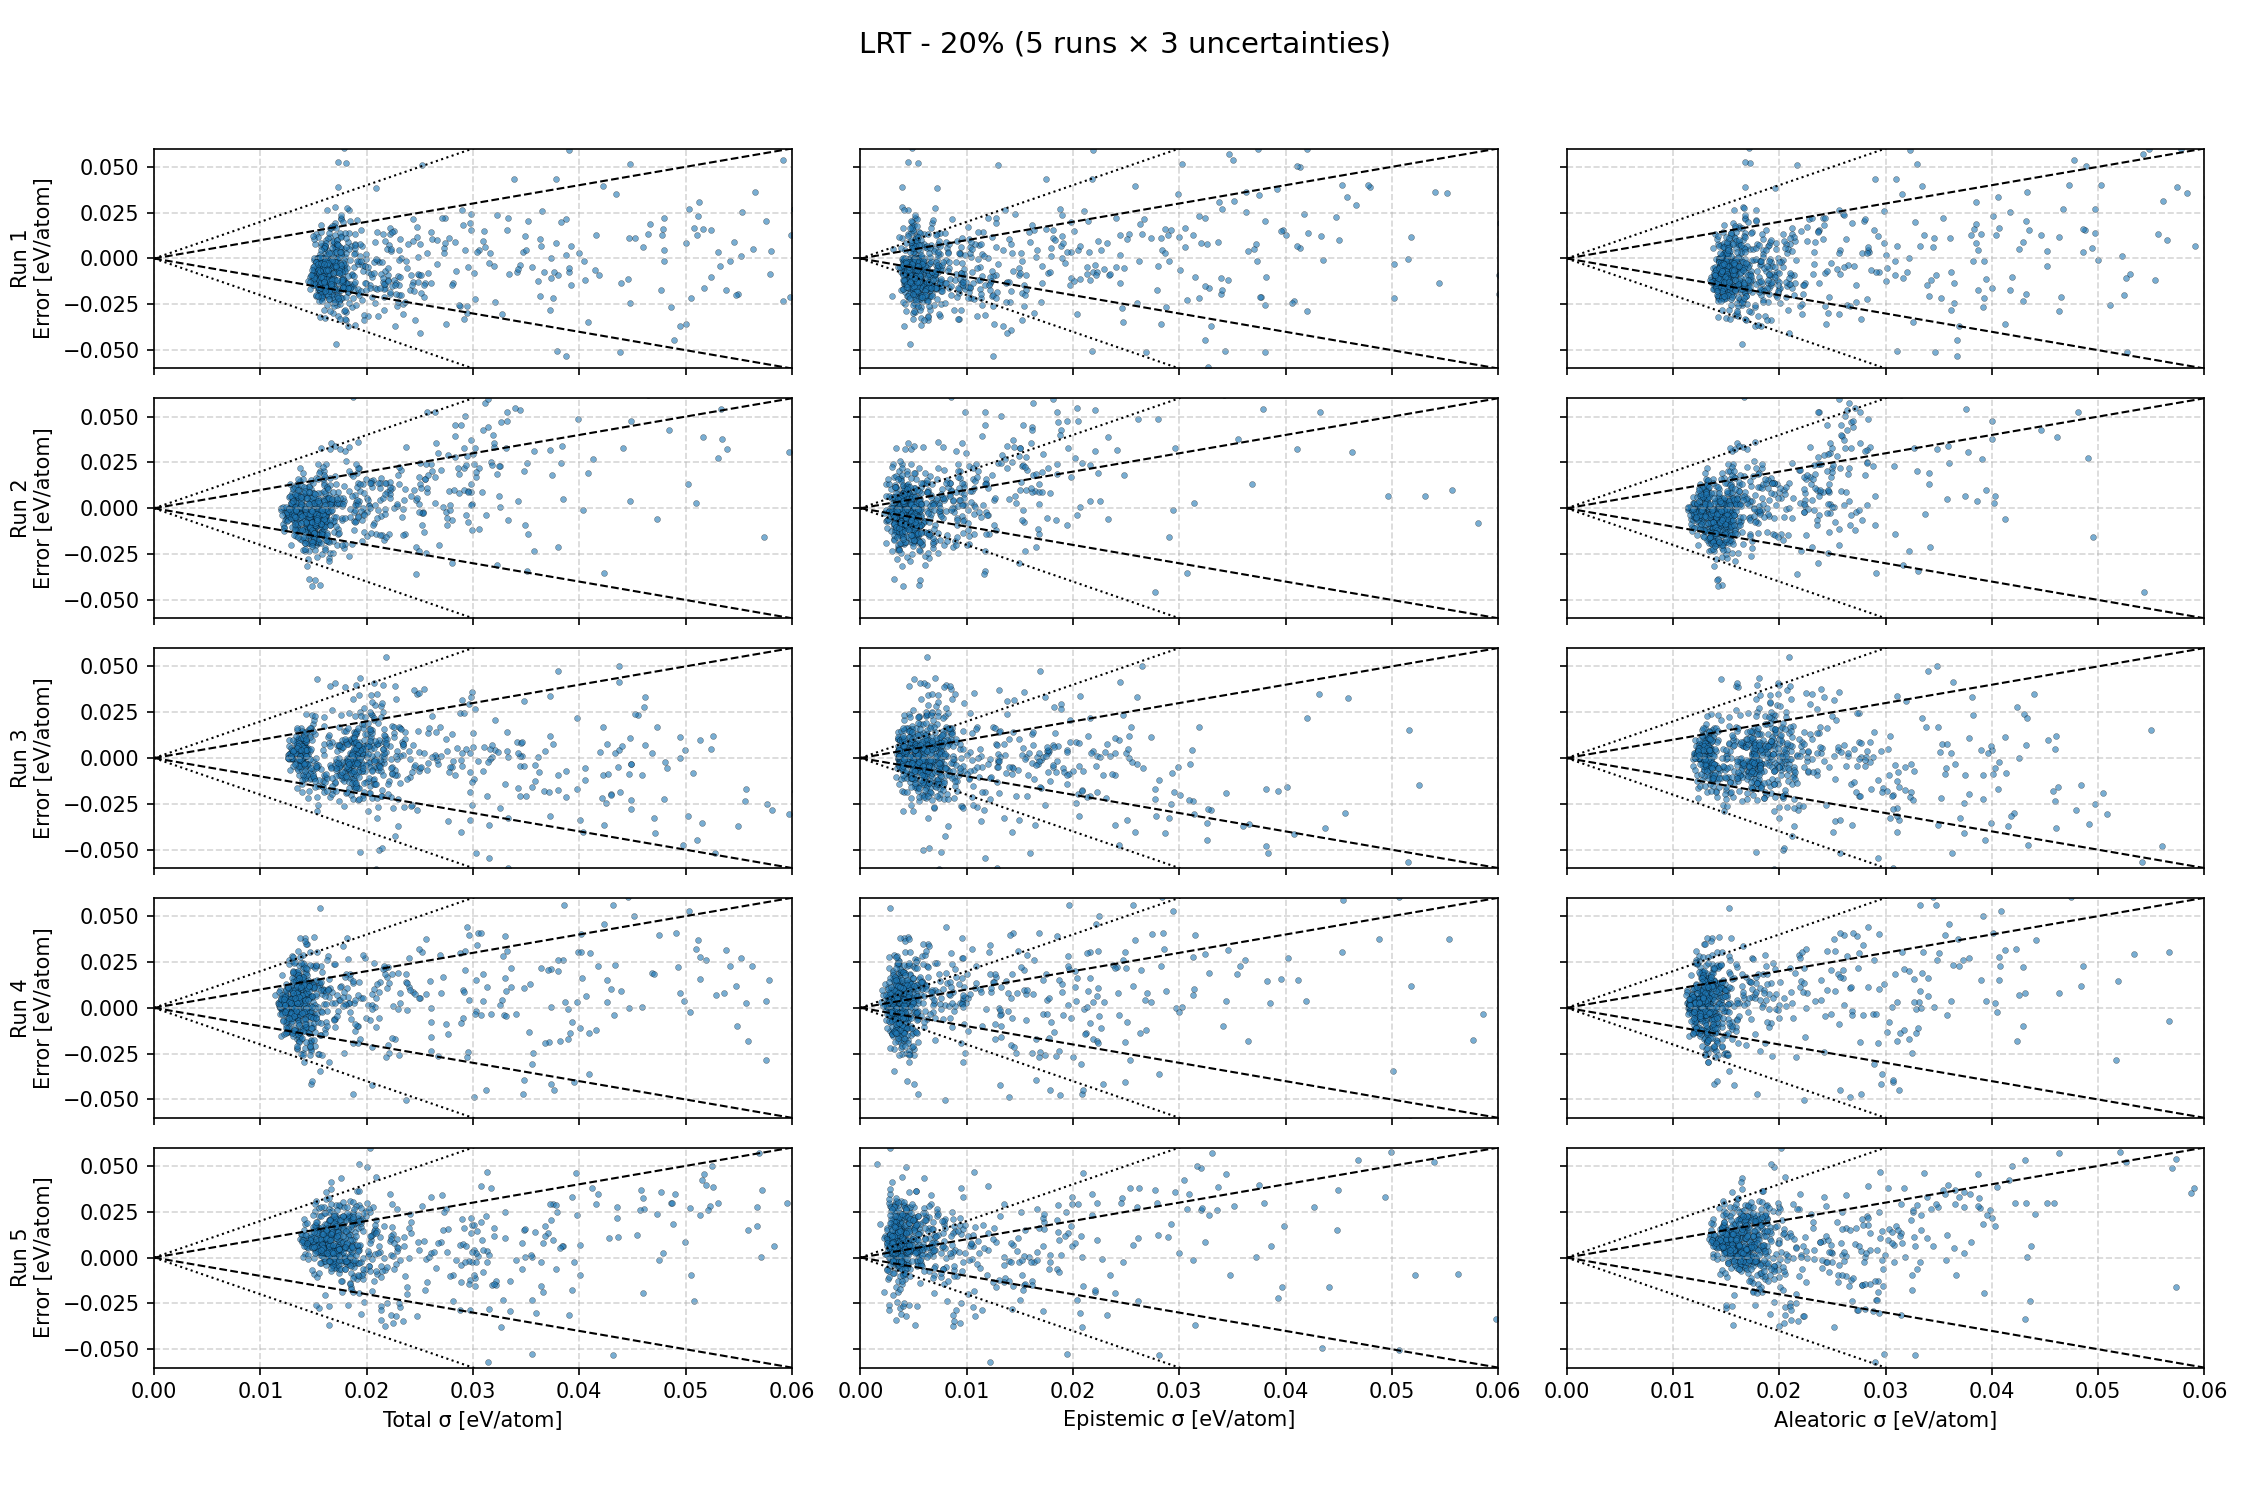 LRT - 20% (5 runs × 3 uncertainties)
Run 1
Error [eV/atom]
0.050
0.025
0.000
−0.025
−0.050
Run 2
Error [eV/atom]
0.050
0.025
0.000
−0.025
−0.050
Run 3
Error [eV/atom]
0.050
0.025
0.000
−0.025
−0.050
Run 4
Error [eV/atom]
0.050
0.025
0.000
−0.025
−0.050
Run 5
Error [eV/atom]
0.050
0.025
0.000
−0.025
−0.050
0.00 0.01 0.02 0.03 0.04 0.05 0.06
Total σ [eV/atom]
0.00 0.01 0.02 0.03 0.04 0.05 0.06
Epistemic σ [eV/atom]
0.00 0.01 0.02 0.03 0.04 0.05 0.06
Aleatoric σ [eV/atom]